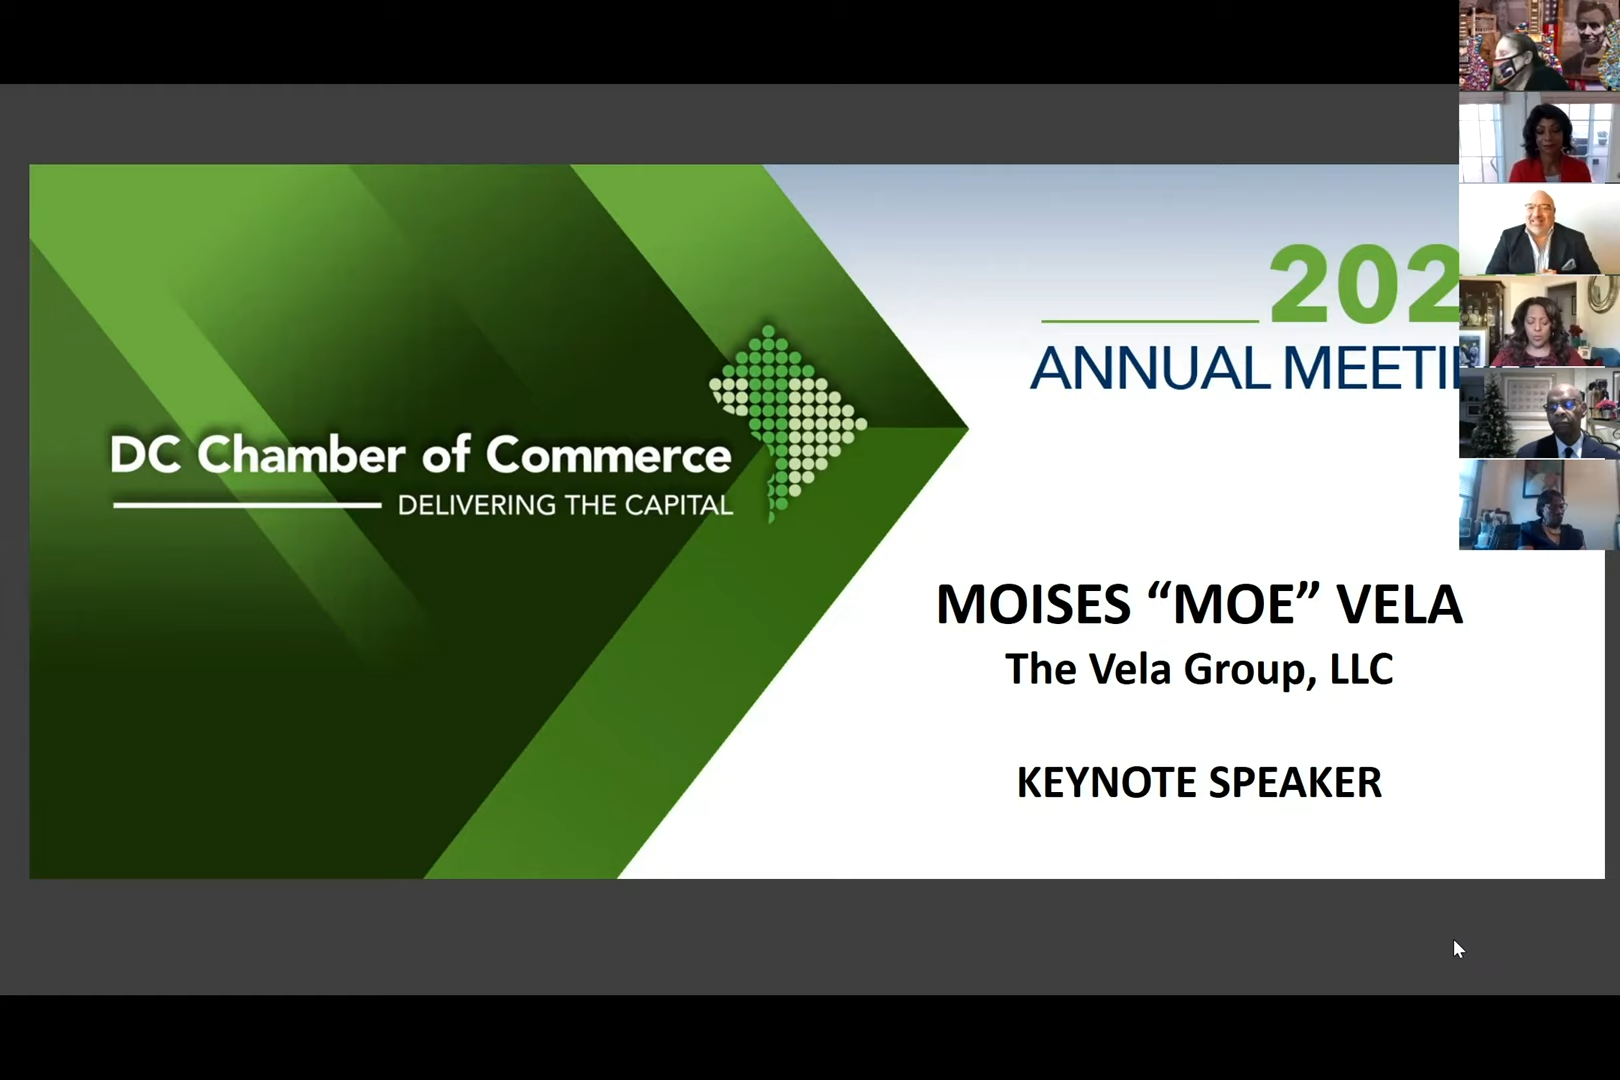 202
ANNUAL MEETI
DC Chamber of Commerce
DELIVERING THE CAPITAL
MOISES “MOE” VELA
The Vela Group, LLC
KEYNOTE SPEAKER